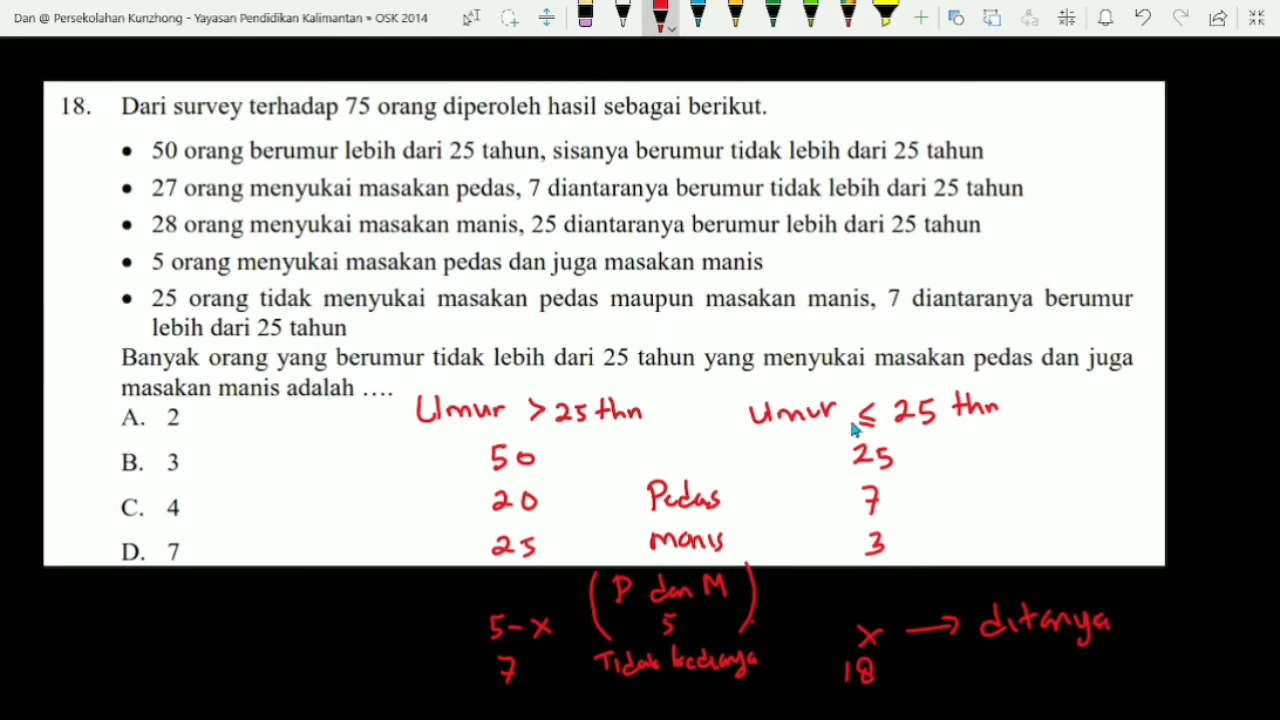 Dan @ Persekolahan Kunzhong - Yayasan Pendidikan Kalimantan » OSK 2014
18. Dari survey terhadap 75 orang diperoleh hasil sebagai berikut.
• 50 orang berumur lebih dari 25 tahun, sisanya berumur tidak lebih dari 25 tahun
• 27 orang menyukai masakan pedas, 7 diantaranya berumur tidak lebih dari 25 tahun
• 28 orang menyukai masakan manis, 25 diantaranya berumur lebih dari 25 tahun
• 5 orang menyukai masakan pedas dan juga masakan manis
• 25 orang tidak menyukai masakan pedas maupun masakan manis, 7 diantaranya berumur
lebih dari 25 tahun
Banyak orang yang berumur tidak lebih dari 25 tahun yang menyukai masakan pedas dan juga
masakan manis adalah ….
A. 2
B. 3
C. 4
D. 7
Umur > 25 thn Umur ≤ 25 thn
50 25
20 Pedas 7
25 manis 3
(P dan M
5)
5-x x → ditanya
7 Tidak keduanya 18